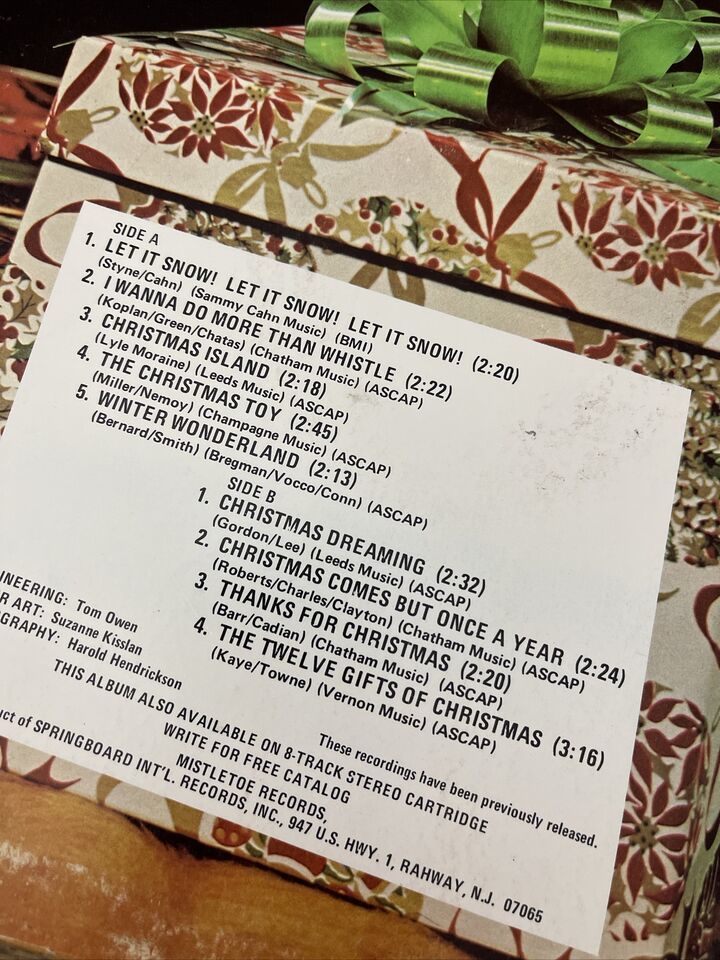 SIDE A
1. LET IT SNOW! LET IT SNOW! LET IT SNOW! (2:20)
(Styne/Cahn) (Sammy Cahn Music) (BMI)
2. I WANNA DO MORE THAN WHISTLE (2:22)
(Koplan/Green/Chatas) (Chatham Music) (ASCAP)
3. CHRISTMAS ISLAND (2:18)
(Lyle Moraine) (Leeds Music) (ASCAP)
4. THE CHRISTMAS TOY (2:45)
(Miller/Nemoy) (Champagne Music) (ASCAP)
5. WINTER WONDERLAND (2:13)
(Bernard/Smith) (Bregman/Vocco/Conn) (ASCAP)
SIDE B
1. CHRISTMAS DREAMING (2:32)
(Gordon/Lee) (Leeds Music) (ASCAP)
2. CHRISTMAS COMES BUT ONCE A YEAR (2:24)
(Roberts/Charles/Clayton) (Chatham Music) (ASCAP)
3. THANKS FOR CHRISTMAS (2:20)
(Barr/Cadian) (Chatham Music) (ASCAP)
4. THE TWELVE GIFTS OF CHRISTMAS (3:16)
(Kaye/Towne) (Vernon Music) (ASCAP)
INEERING: Tom Owen
R ART: Suzanne Kisslan
OGRAPHY: Harold Hendrickson
These recordings have been previously released.
THIS ALBUM ALSO AVAILABLE ON 8-TRACK STEREO CARTRIDGE
WRITE FOR FREE CATALOG
MISTLETOE RECORDS,
uct of SPRINGBOARD INT'L. RECORDS, INC., 947 U.S. HWY. 1, RAHWAY, N.J. 07065